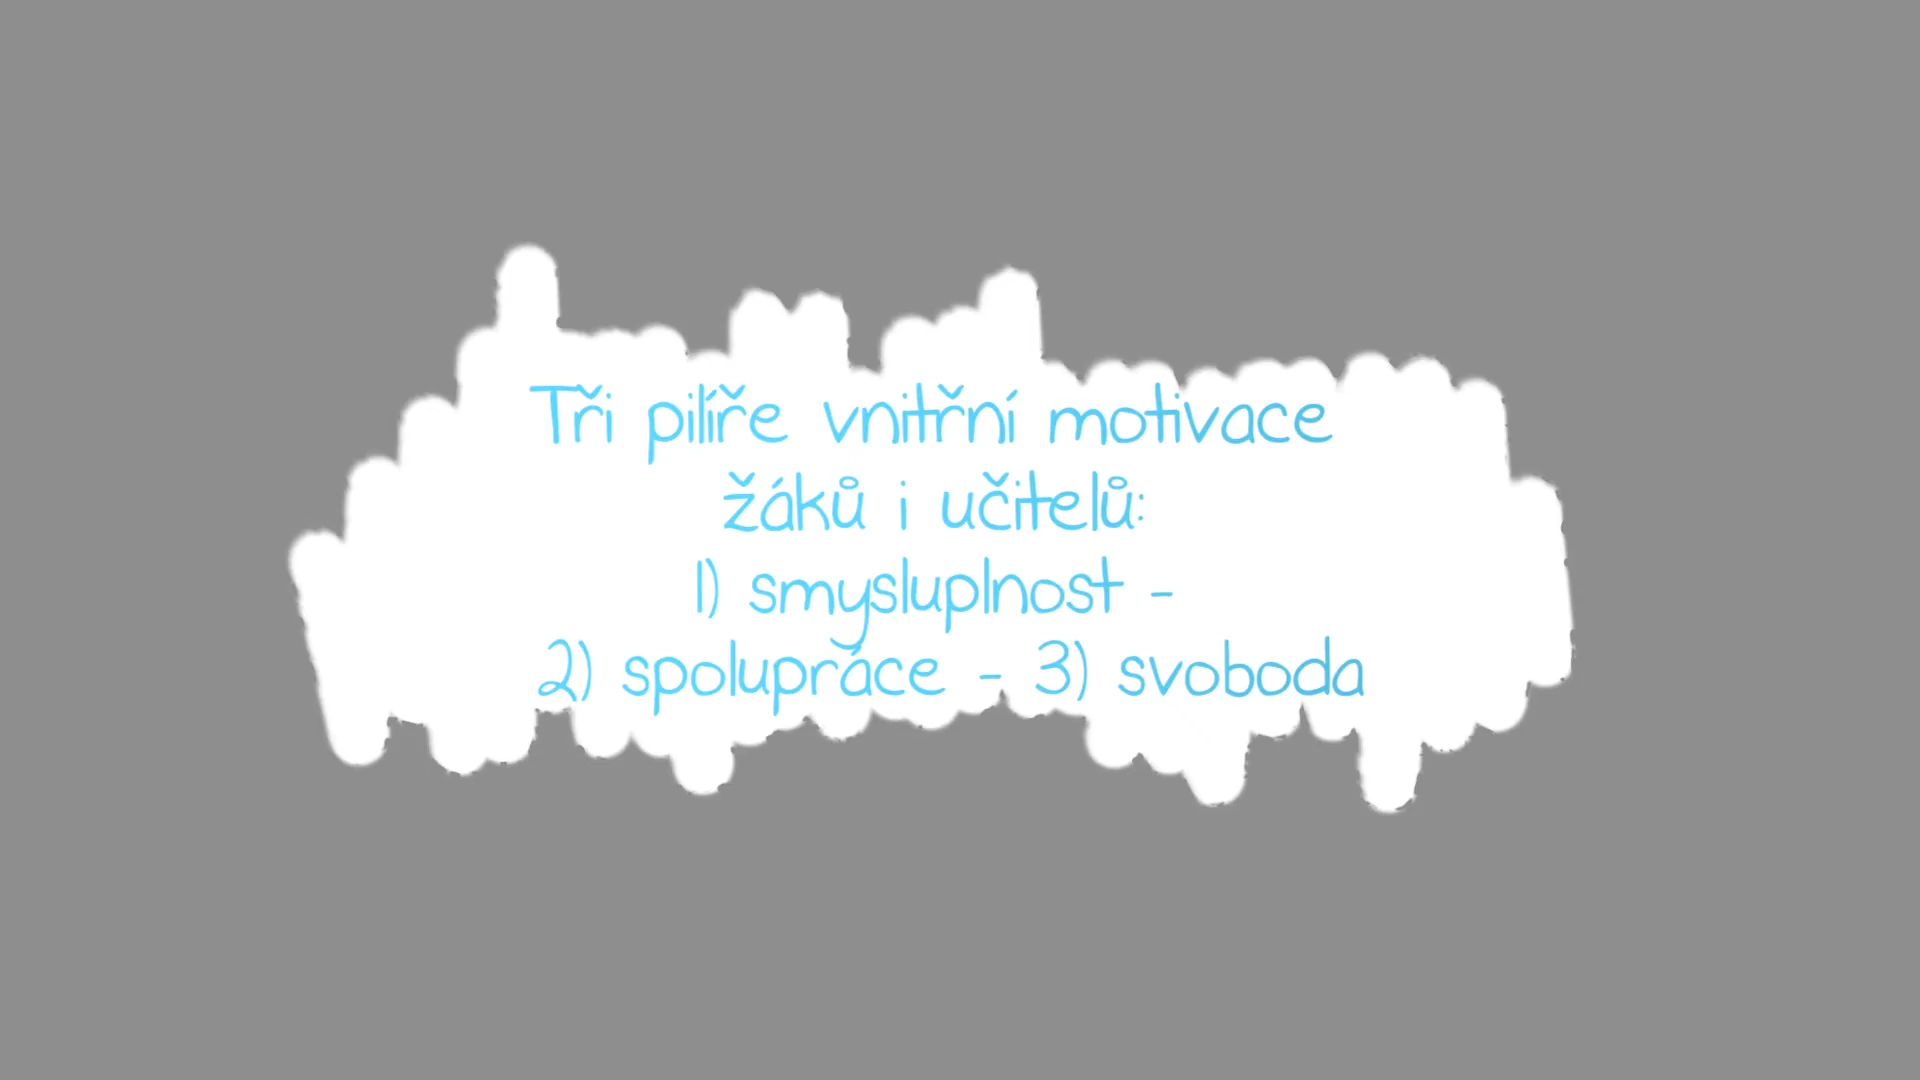 Tři pilíře vnitřní motivace
žáků i učitelů:
1) smysluplnost -
2) spolupráce - 3) svoboda